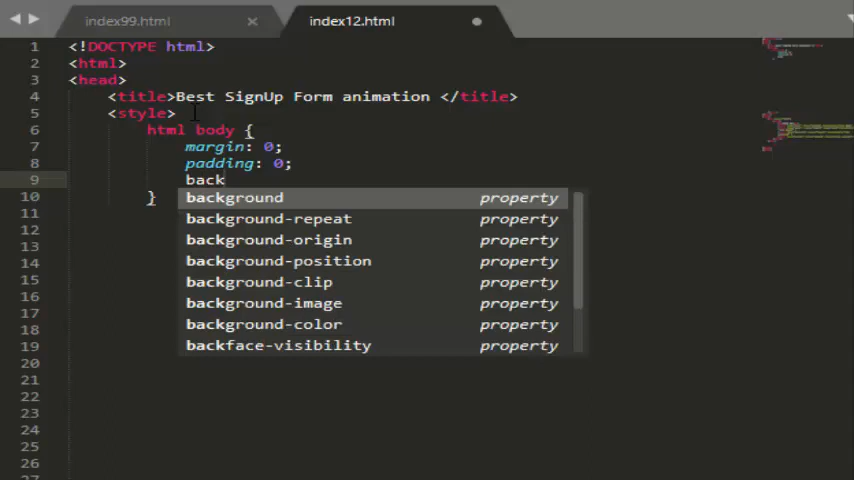 index99.html
index12.html
1 <!DOCTYPE html>
2 <html>
3 <head>
4 <title>Best SignUp Form animation </title>
5 <style>
6 html body {
7 margin: 0;
8 padding: 0;
9 back
10 }
background property
11 background-repeat property
12
13 background-origin property
14 background-position property
15 background-clip property
16
17 background-image property
18 background-color property
19 backface-visibility property
20
21
22
23
24
25
26
27